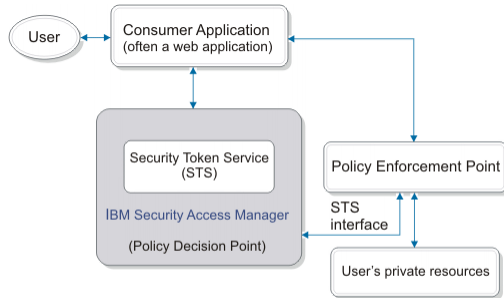 User
Consumer Application
(often a web application)
Security Token Service
(STS)
IBM Security Access Manager
(Policy Decision Point)
Policy Enforcement Point
STS
interface
User's private resources